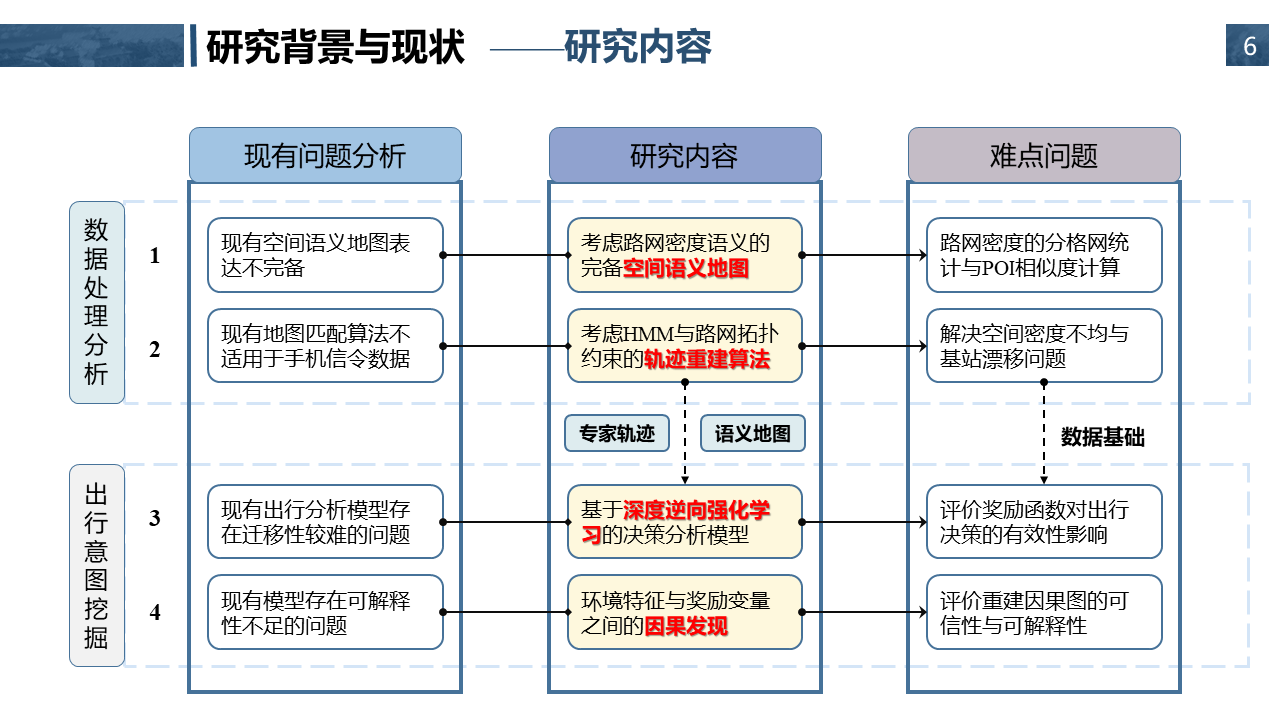 研究背景与现状 ——研究内容
6
现有问题分析
研究内容
难点问题
数据处理分析
1
现有空间语义地图表
达不完备
考虑路网密度语义的
完备空间语义地图
路网密度的分格网统
计与POI相似度计算
2
现有地图匹配算法不
适用于手机信令数据
考虑HMM与路网拓扑
约束的轨迹重建算法
解决空间密度不均与
基站漂移问题
专家轨迹
语义地图
数据基础
出行意图挖掘
3
现有出行分析模型存
在迁移性较难的问题
基于深度逆向强化学
习的决策分析模型
评价奖励函数对出行
决策的有效性影响
4
现有模型存在可解释
性不足的问题
环境特征与奖励变量
之间的因果发现
评价重建因果图的可
信性与可解释性